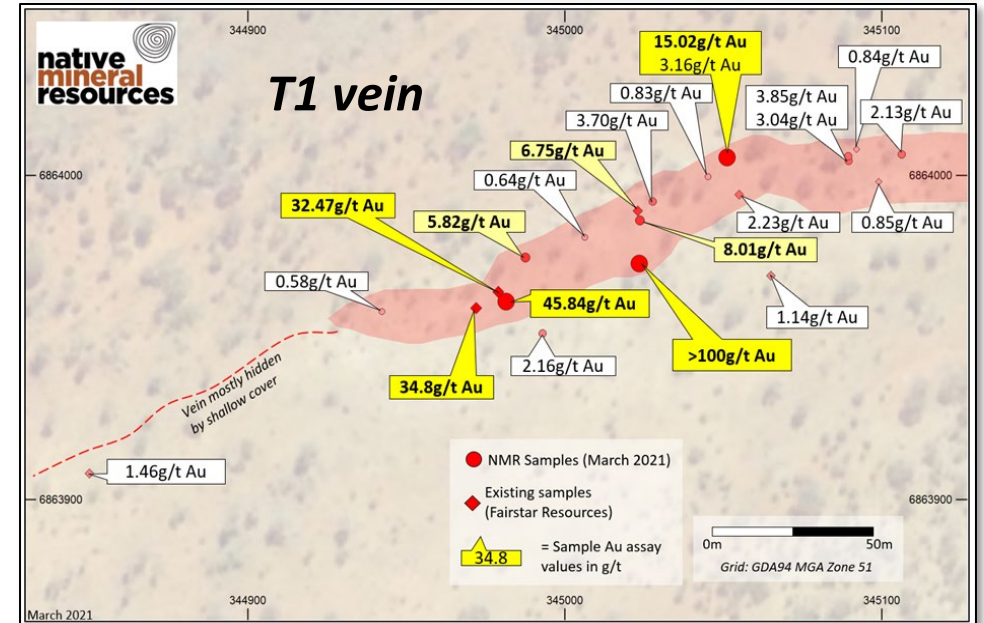 344900
345000
345100
native
mineral
resources
T1 vein
15.02g/t Au
3.16g/t Au
0.84g/t Au
0.83g/t Au
3.85g/t Au
3.04g/t Au
2.13g/t Au
3.70g/t Au
6.75g/t Au
6864000
6864000
0.64g/t Au
32.47g/t Au
5.82g/t Au
2.23g/t Au
0.85g/t Au
8.01g/t Au
0.58g/t Au
45.84g/t Au
1.14g/t Au
>100g/t Au
2.16g/t Au
34.8g/t Au
Vein mostly hidden
by shallow cover
1.46g/t Au
NMR Samples (March 2021)
Existing samples
(Fairstar Resources)
34.8
= Sample Au assay
values in g/t
6863900
6863900
0m
50m
Grid: GDA94 MGA Zone 51
March 2021
344900
345000
345100